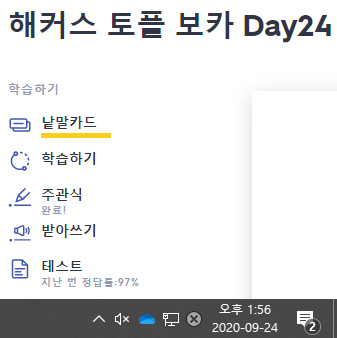 해커스 토플 보카 Day24
학습하기
낱말카드
학습하기
주관식
완료!
받아쓰기
테스트
지난 번 정답률:97%
오후 1:56
2020-09-24
2